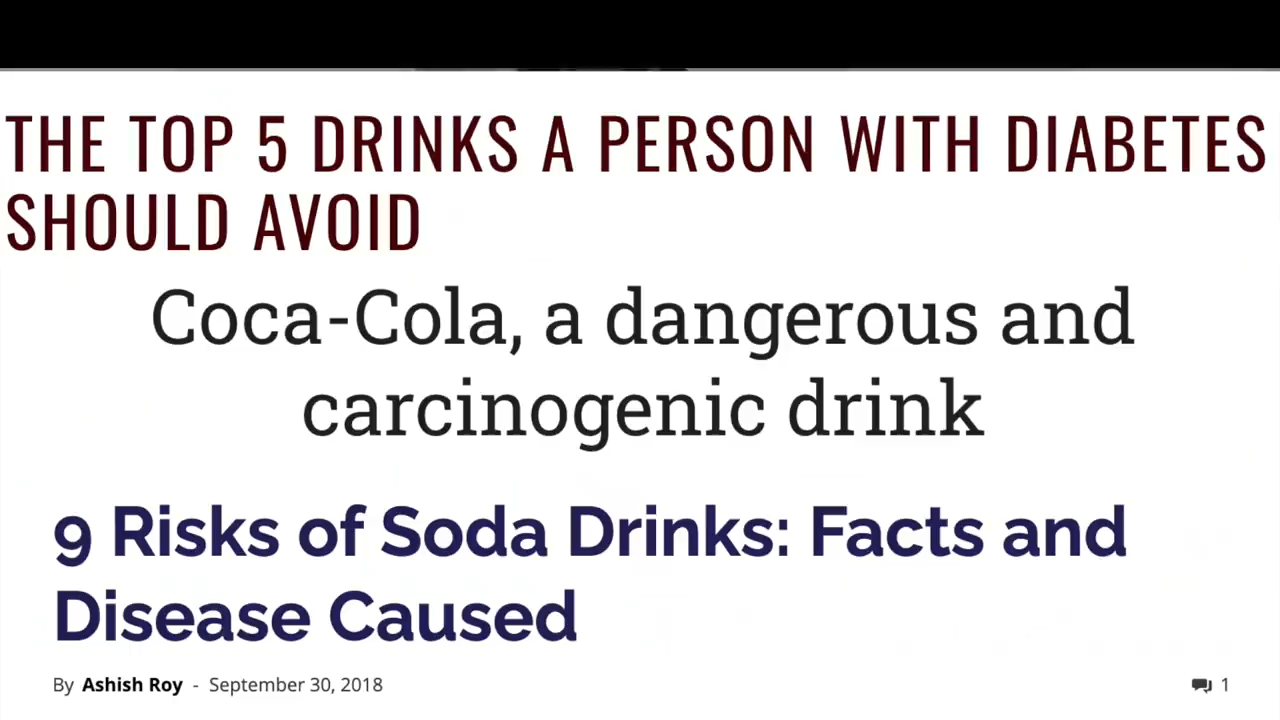 THE TOP 5 DRINKS A PERSON WITH DIABETES
SHOULD AVOID
Coca-Cola, a dangerous and
carcinogenic drink
9 Risks of Soda Drinks: Facts and
Disease Caused
By Ashish Roy - September 30, 2018
1